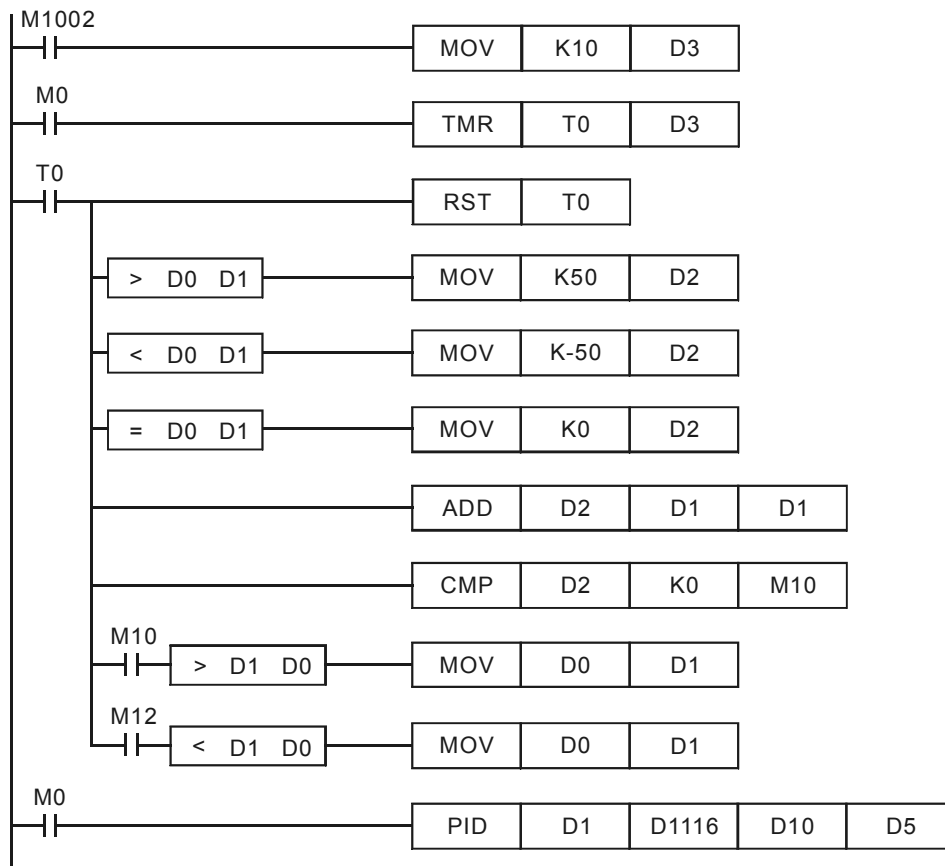 M1002
MOV K10 D3
M0
TMR T0 D3
T0
RST T0
> D0 D1 MOV K50 D2
< D0 D1 MOV K-50 D2
= D0 D1 MOV K0 D2
ADD D2 D1 D1
CMP D2 K0 M10
M10
> D1 D0 MOV D0 D1
M12
< D1 D0 MOV D0 D1
M0
PID D1 D1116 D10 D5